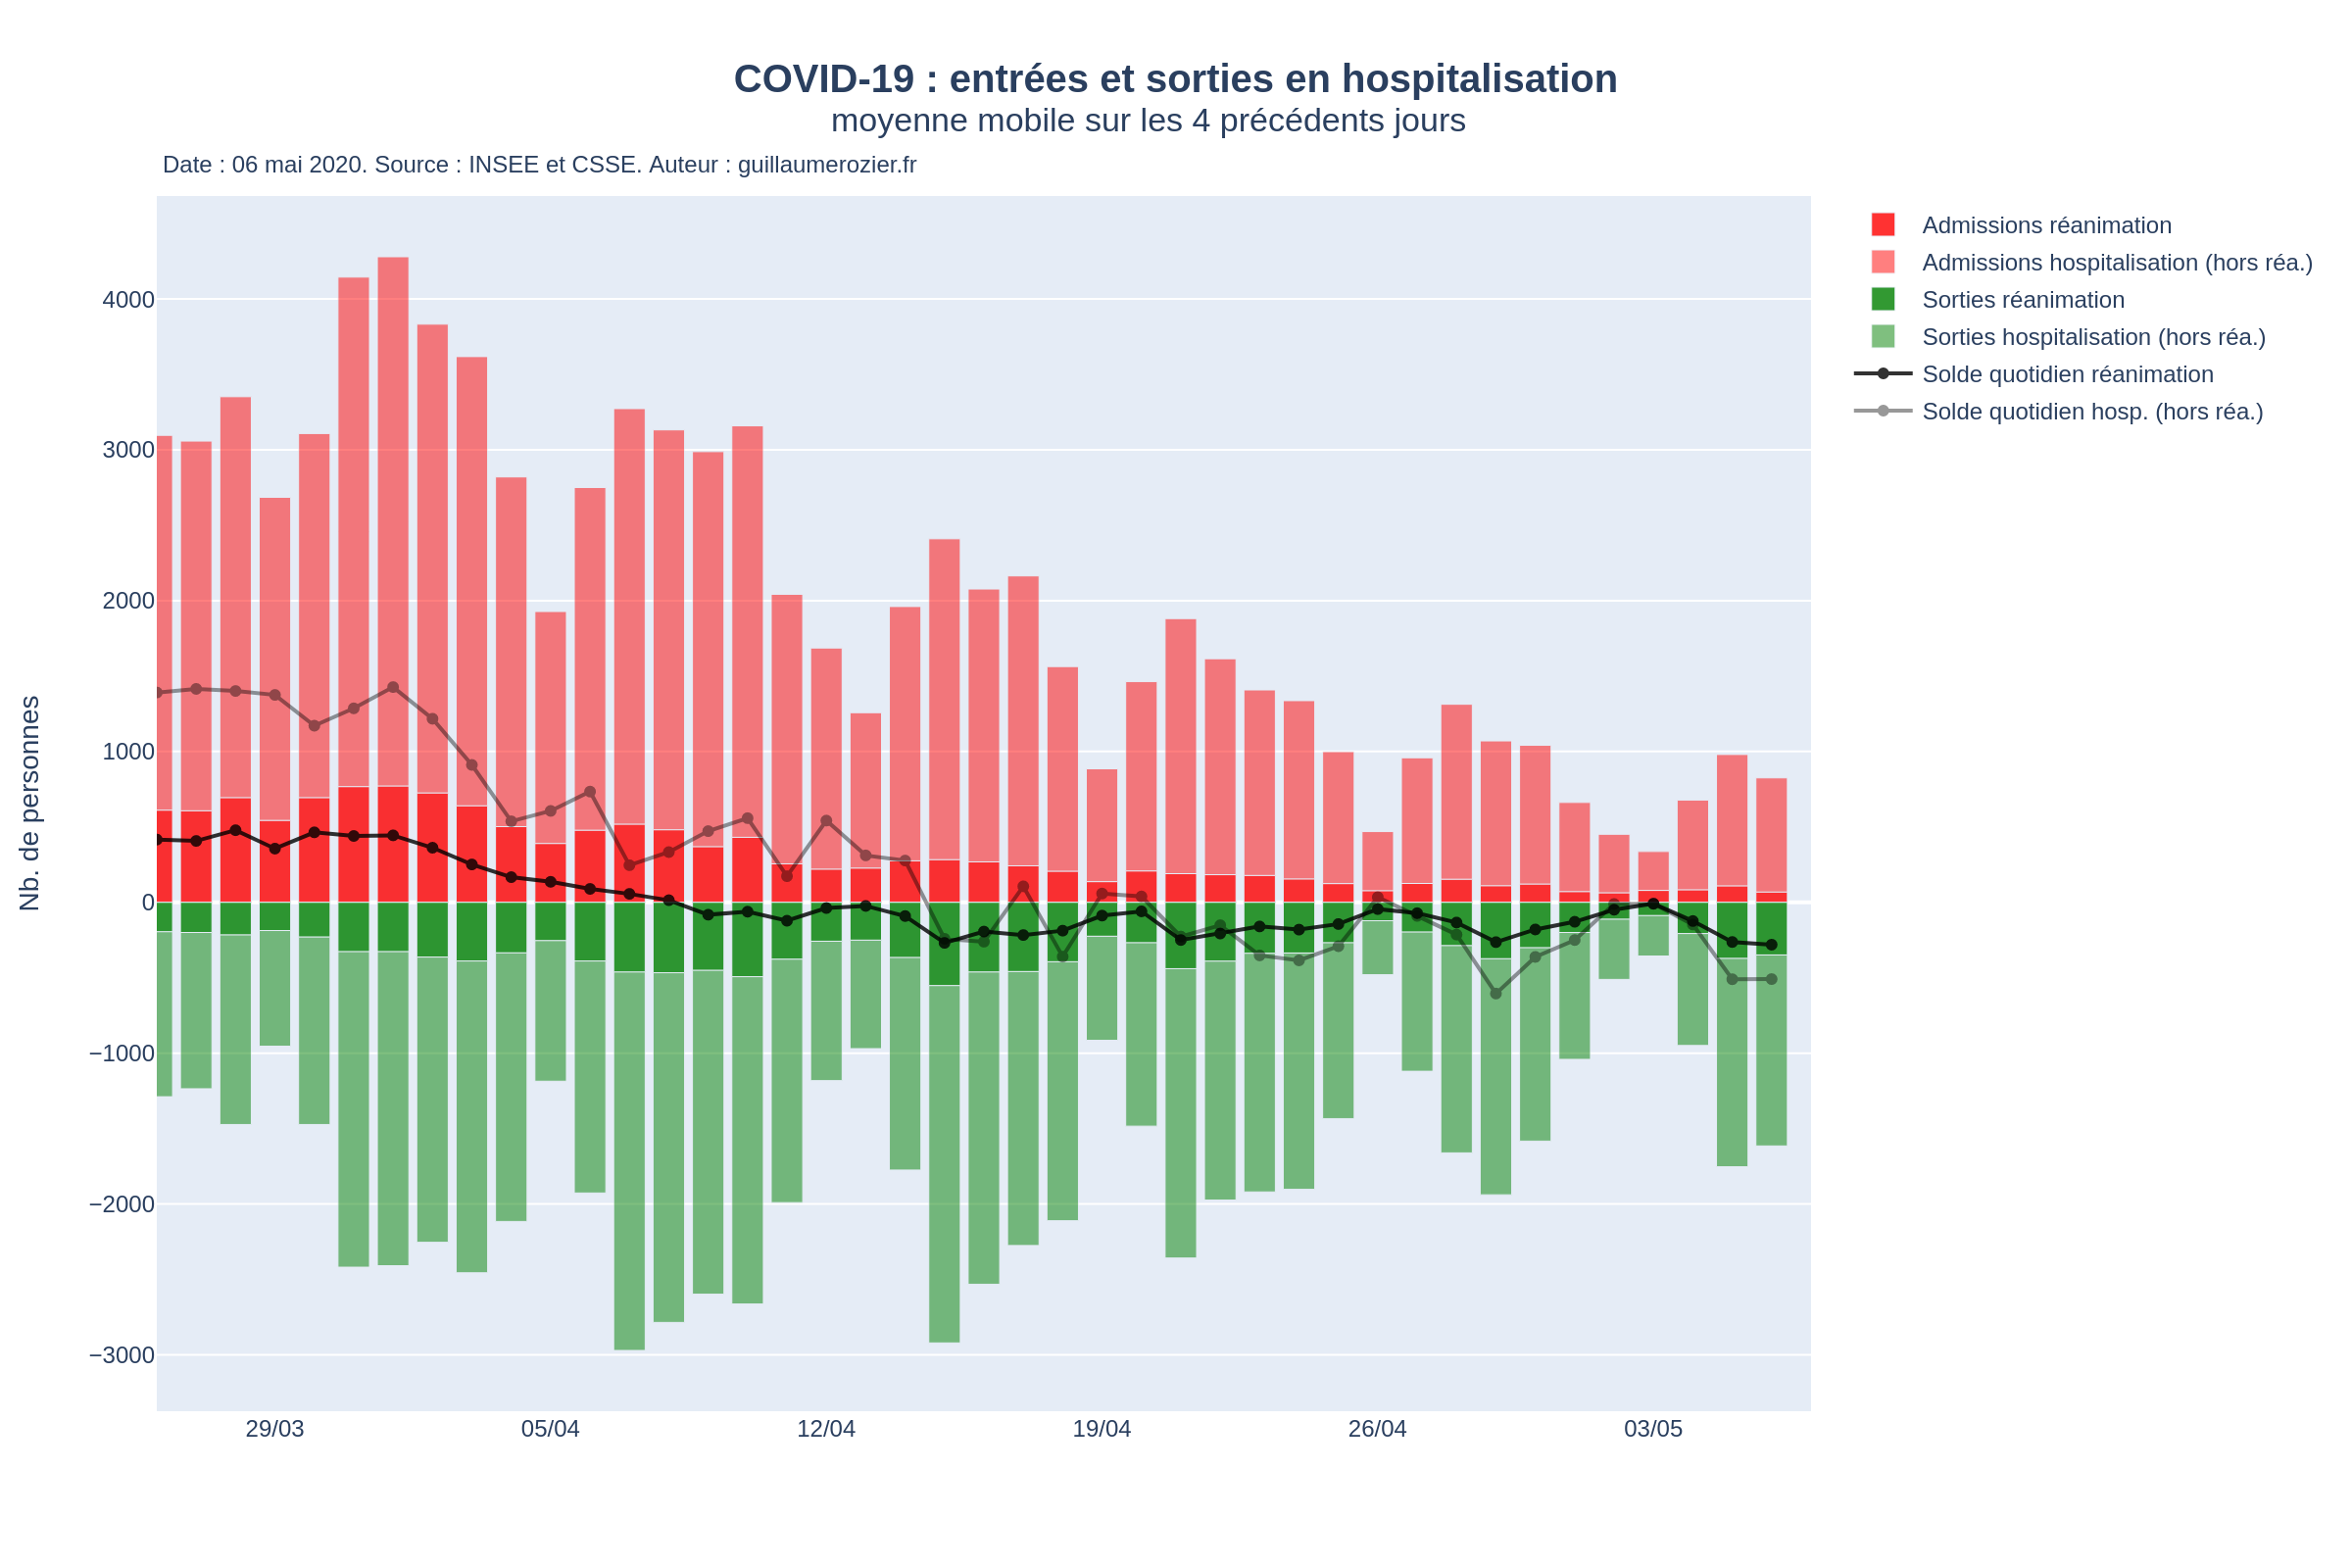 COVID-19 : entrées et sorties en hospitalisation
moyenne mobile sur les 4 précédents jours
Date : 06 mai 2020. Source : INSEE et CSSE. Auteur : guillaumerozier.fr
Admissions réanimation
Admissions hospitalisation (hors réa.)
Sorties réanimation
Sorties hospitalisation (hors réa.)
Solde quotidien réanimation
Solde quotidien hosp. (hors réa.)
Nb. de personnes
4000
3000
2000
1000
0
−1000
−2000
−3000
29/03 05/04 12/04 19/04 26/04 03/05